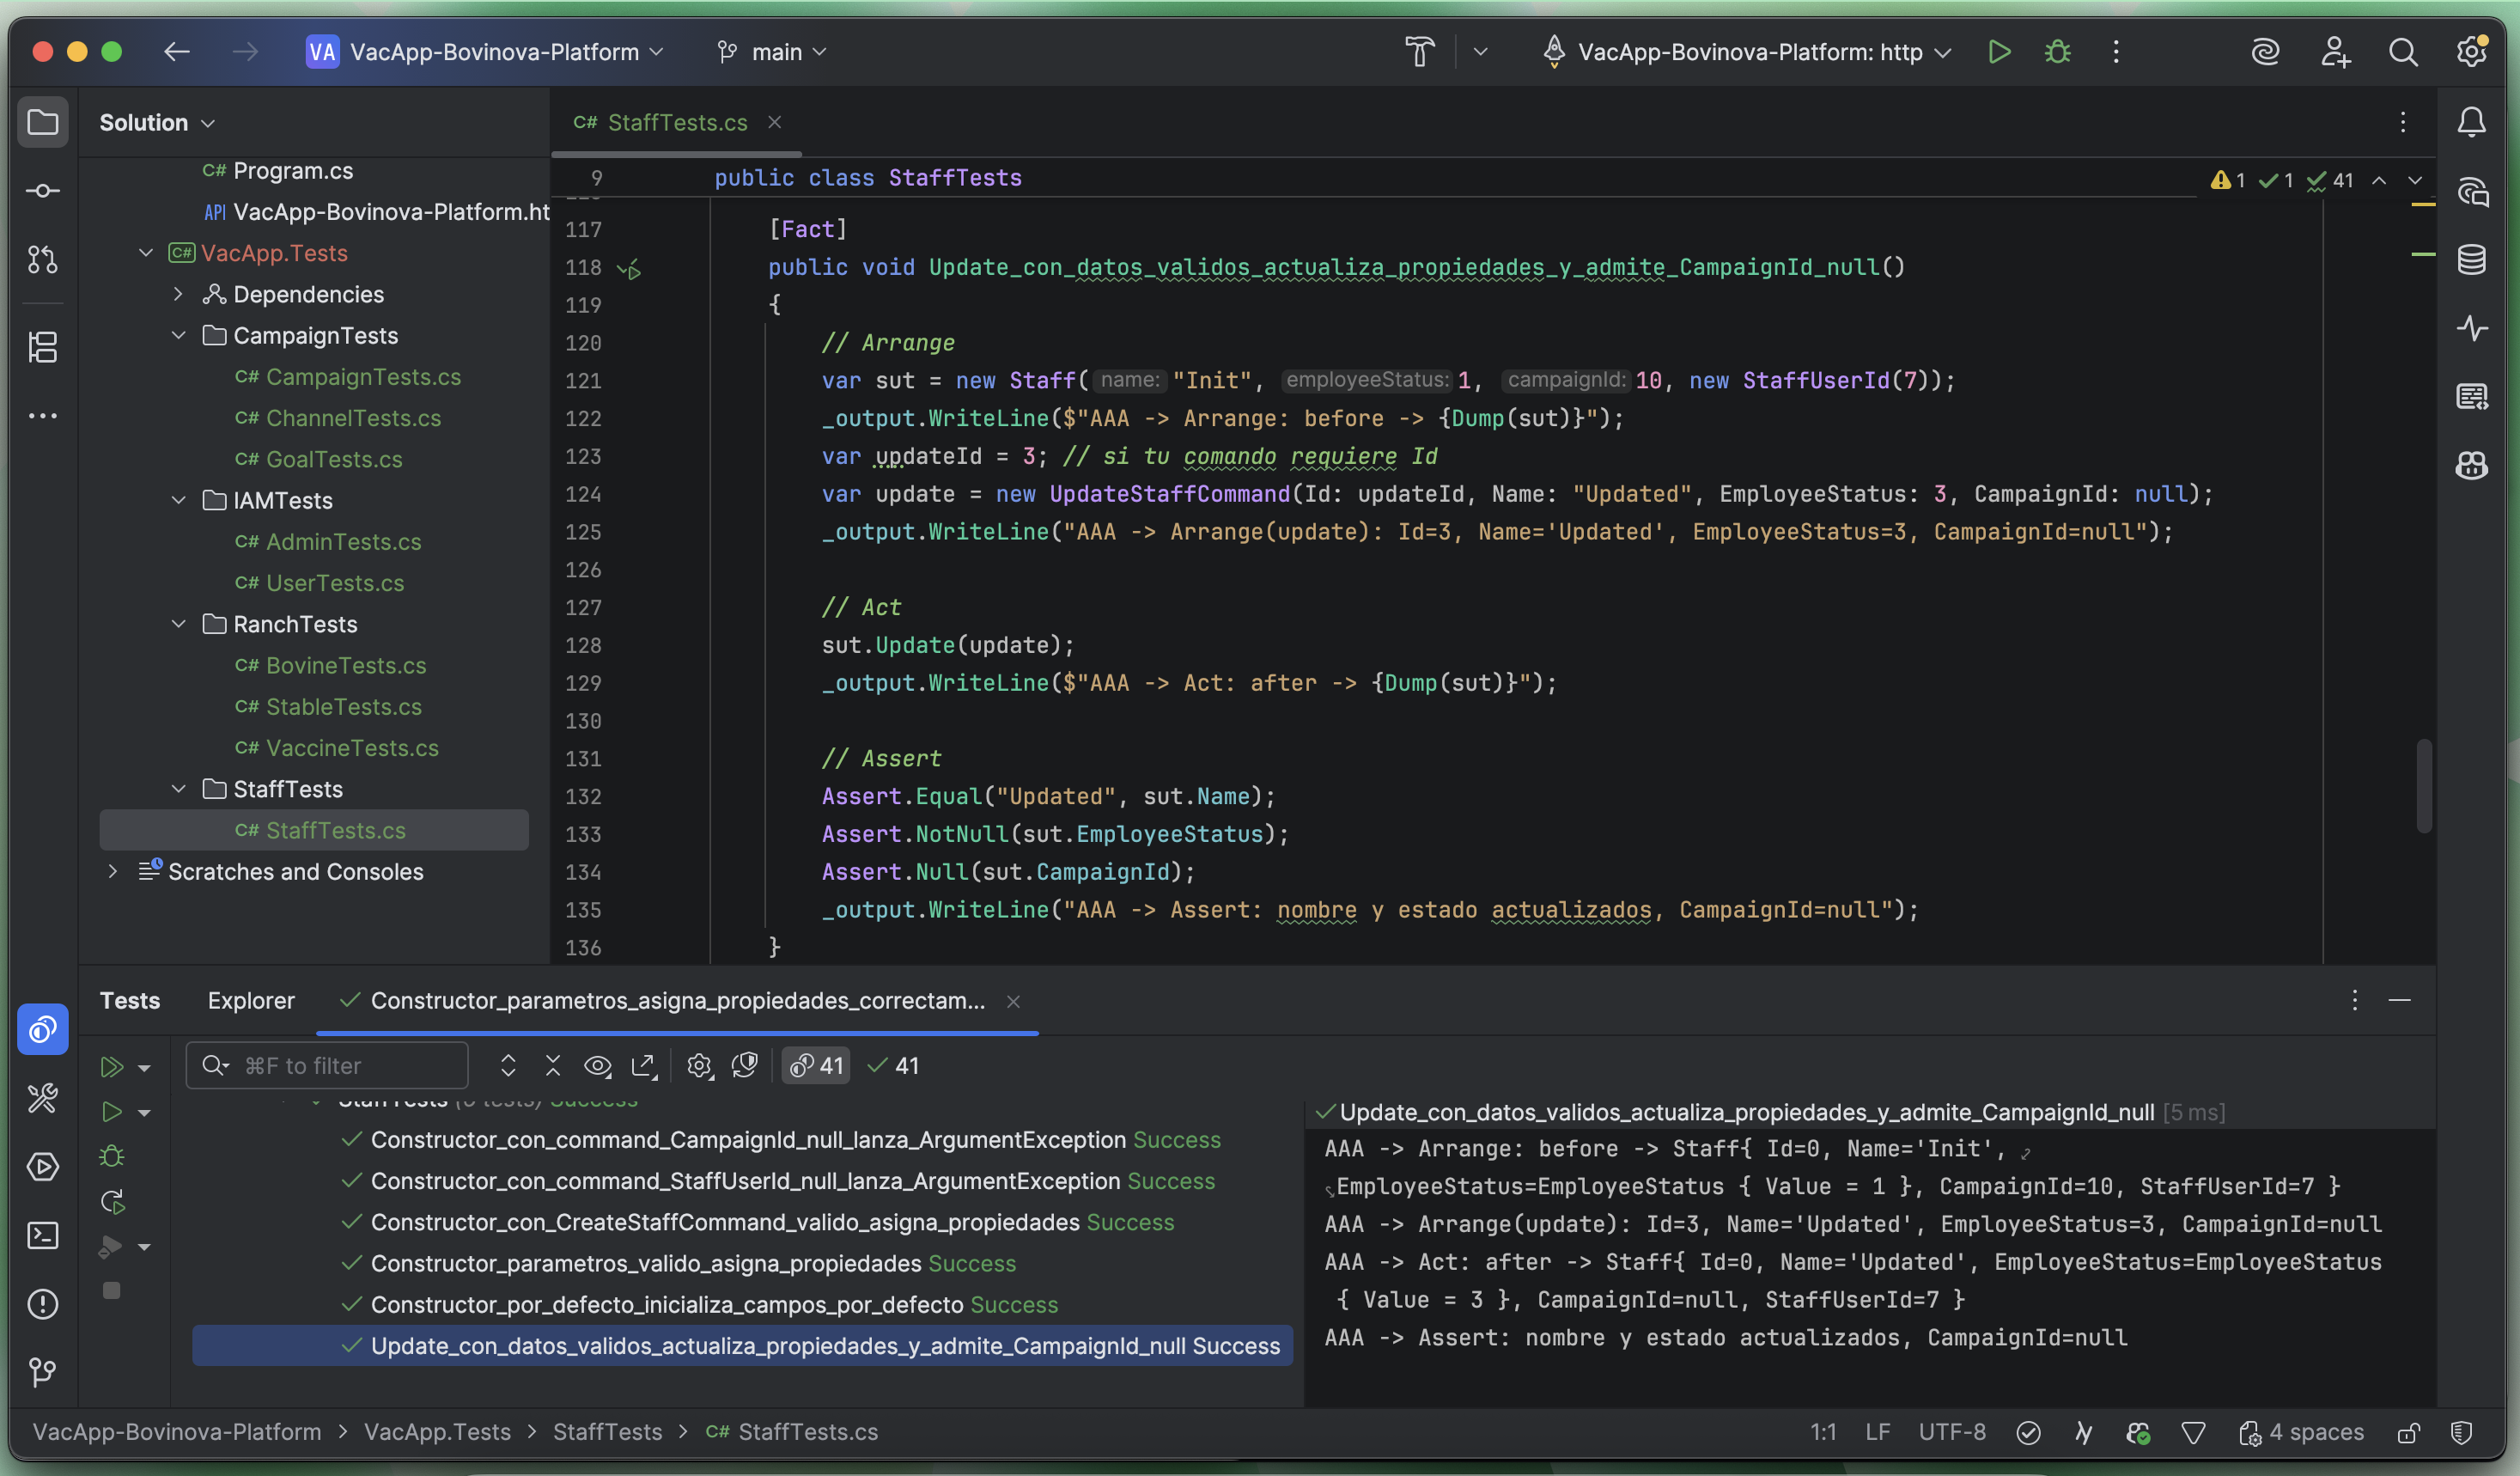 VA VacApp-Bovinova-Platform
main
VacApp-Bovinova-Platform: http
Solution
C# Program.cs
API VacApp-Bovinova-Platform.ht
C# VacApp.Tests
Dependencies
CampaignTests
C# CampaignTests.cs
C# ChannelTests.cs
C# GoalTests.cs
IAMTests
C# AdminTests.cs
C# UserTests.cs
RanchTests
C# BovineTests.cs
C# StableTests.cs
C# VaccineTests.cs
StaffTests
C# StaffTests.cs
Scratches and Consoles
C# StaffTests.cs
9 public class StaffTests
1 1 41
117 [Fact]
118 public void Update_con_datos_validos_actualiza_propiedades_y_admite_CampaignId_null()
119 {
120 // Arrange
121 var sut = new Staff( name: "Init", employeeStatus: 1, campaignId: 10, new StaffUserId(7));
122 _output.WriteLine($"AAA -> Arrange: before -> {Dump(sut)}");
123 var updateId = 3; // si tu comando requiere Id
124 var update = new UpdateStaffCommand(Id: updateId, Name: "Updated", EmployeeStatus: 3, CampaignId: null);
125 _output.WriteLine("AAA -> Arrange(update): Id=3, Name='Updated', EmployeeStatus=3, CampaignId=null");
126
127 // Act
128 sut.Update(update);
129 _output.WriteLine($"AAA -> Act: after -> {Dump(sut)}");
130
131 // Assert
132 Assert.Equal("Updated", sut.Name);
133 Assert.NotNull(sut.EmployeeStatus);
134 Assert.Null(sut.CampaignId);
135 _output.WriteLine("AAA -> Assert: nombre y estado actualizados, CampaignId=null");
136 }
Tests Explorer Constructor_parametros_asigna_propiedades_correctam...
⌘F to filter
41 41
StaffTests (6 tests) Success
Constructor_con_command_CampaignId_null_lanza_ArgumentException Success
Constructor_con_command_StaffUserId_null_lanza_ArgumentException Success
Constructor_con_CreateStaffCommand_valido_asigna_propiedades Success
Constructor_parametros_valido_asigna_propiedades Success
Constructor_por_defecto_inicializa_campos_por_defecto Success
Update_con_datos_validos_actualiza_propiedades_y_admite_CampaignId_null Success
Update_con_datos_validos_actualiza_propiedades_y_admite_CampaignId_null [5 ms]
AAA -> Arrange: before -> Staff{ Id=0, Name='Init',
EmployeeStatus=EmployeeStatus { Value = 1 }, CampaignId=10, StaffUserId=7 }
AAA -> Arrange(update): Id=3, Name='Updated', EmployeeStatus=3, CampaignId=null
AAA -> Act: after -> Staff{ Id=0, Name='Updated', EmployeeStatus=EmployeeStatus
{ Value = 3 }, CampaignId=null, StaffUserId=7 }
AAA -> Assert: nombre y estado actualizados, CampaignId=null
VacApp-Bovinova-Platform > VacApp.Tests > StaffTests > C# StaffTests.cs
1:1 LF UTF-8 4 spaces